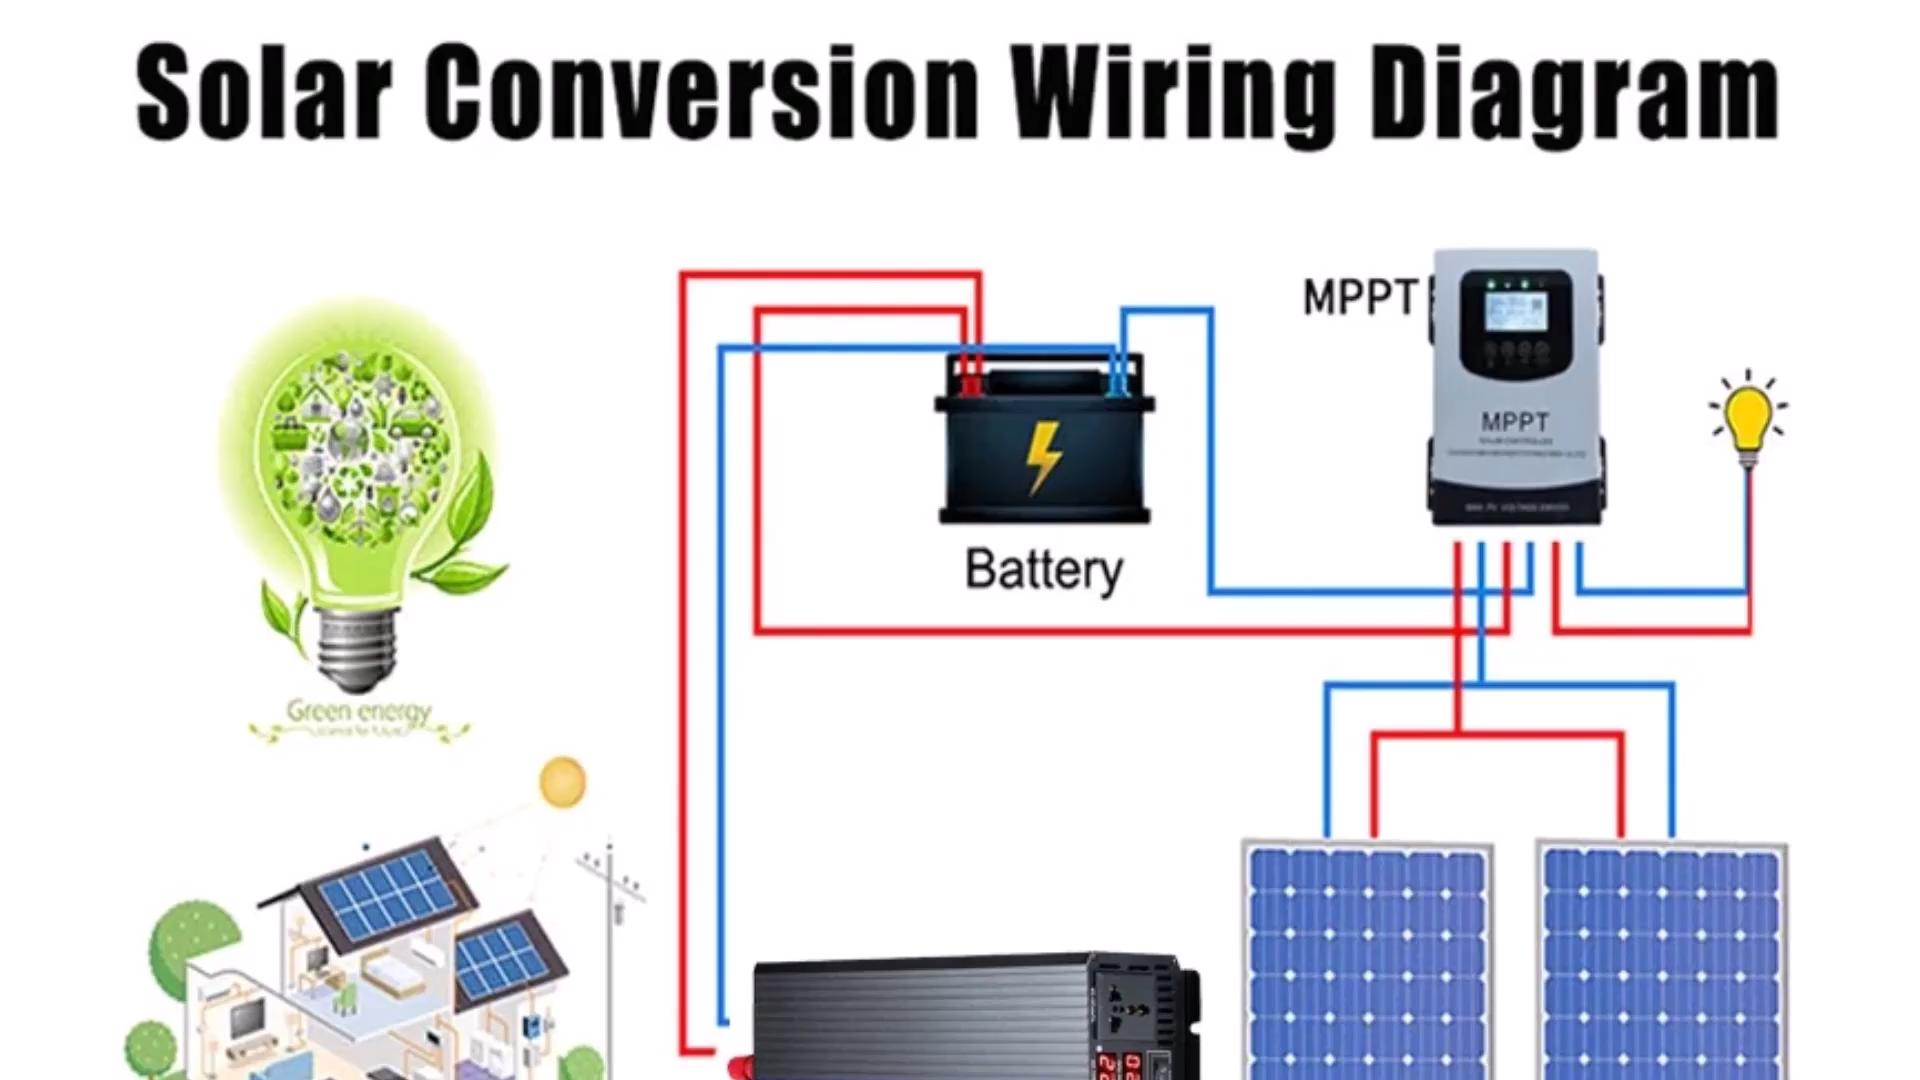 Solar Conversion Wiring Diagram
MPPT
MPPT
Battery
Green energy